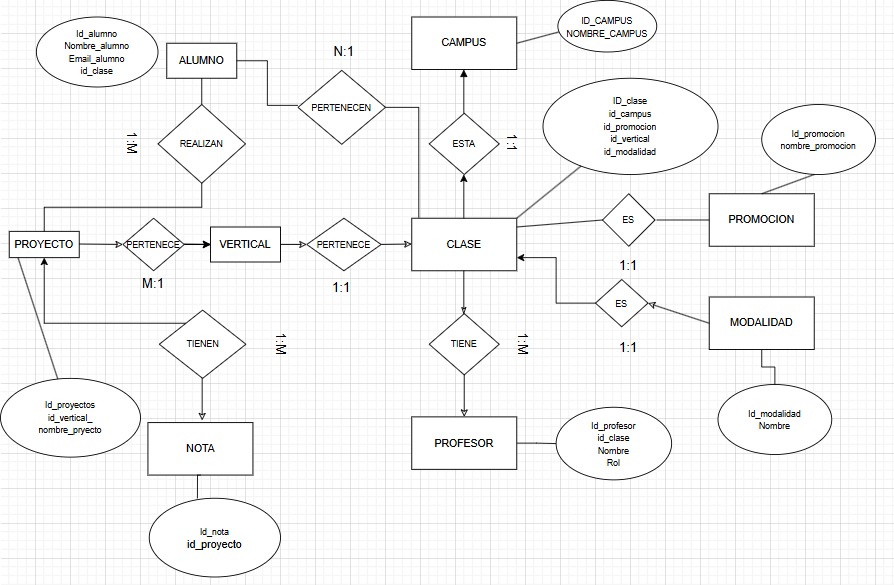 Id_alumno
Nombre_alumno
Email_alumno
id_clase
ALUMNO
N:1
PERTENECEN
CAMPUS
ID_CAMPUS
NOMBRE_CAMPUS
1:M
REALIZAN
ESTA
1:1
ID_clase
id_campus
id_promocion
id_vertical
id_modalidad
Id_promocion
nombre_promocion
PROYECTO
PERTENECE
M:1
VERTICAL
PERTENECE
1:1
CLASE
ES
1:1
PROMOCION
ES
1:1
MODALIDAD
TIENEN
1:M
TIENE
1:M
Id_proyectos
id_vertical_
nombre_pryecto
NOTA
PROFESOR
Id_profesor
id_clase
Nombre
Rol
Id_modalidad
Nombre
Id_nota
id_proyecto